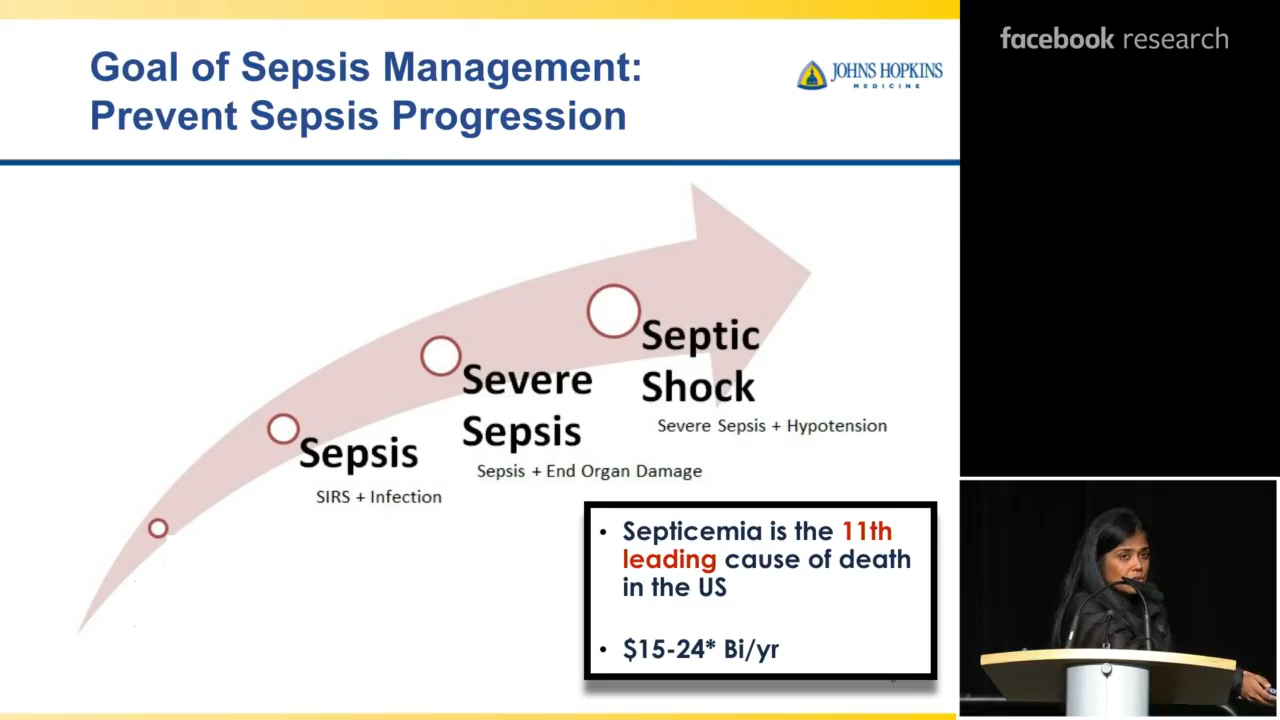 facebook research
Goal of Sepsis Management:
Prevent Sepsis Progression
JOHNS HOPKINS
MEDICINE
Septic
Shock
Severe Sepsis + Hypotension
Severe
Sepsis
Sepsis + End Organ Damage
Sepsis
SIRS + Infection
• Septicemia is the 11th
leading cause of death
in the US
• $15-24* Bi/yr